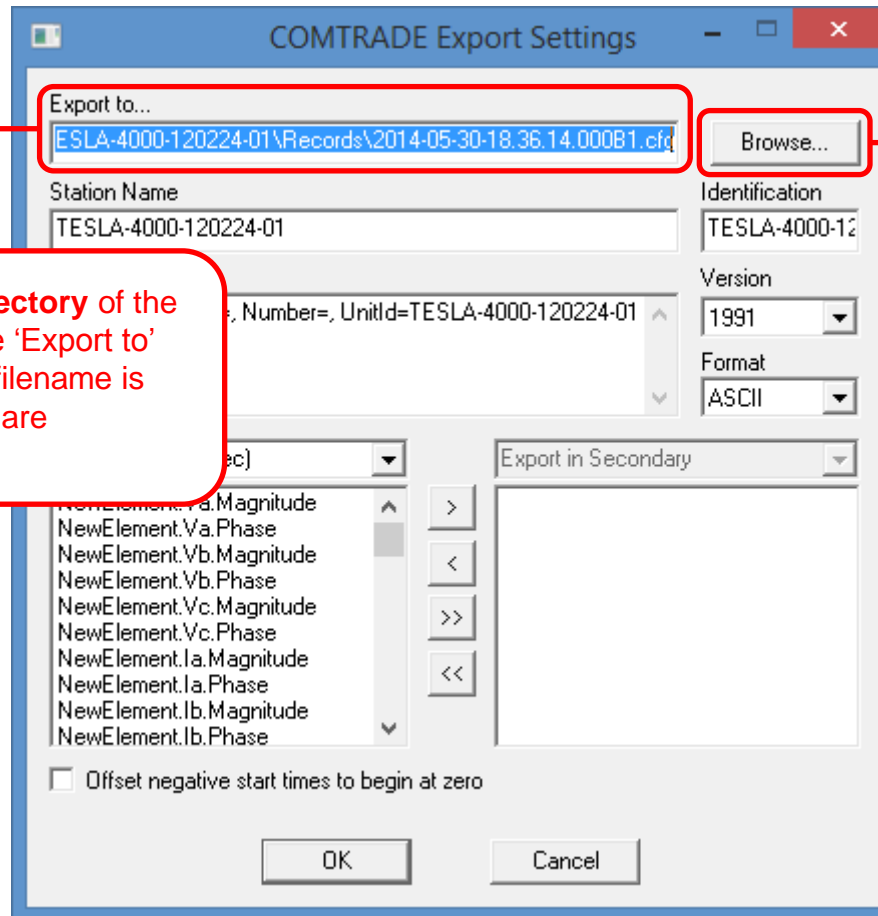 COMTRADE Export Settings
Export to...
ESLA-4000-120224-01\Records\2014-05-30-18.36.14.000B1.cfg
Browse...
Station Name
Identification
TESLA-4000-120224-01
TESLA-4000-12
ectory of the
e ‘Export to’
filename is
are
=, Number=, UnitId=TESLA-4000-120224-01
Version
1991
Format
ASCII
ec)
Export in Secondary
NewElement.Va.Magnitude
NewElement.Va.Phase
NewElement.Vb.Magnitude
NewElement.Vb.Phase
NewElement.Vc.Magnitude
NewElement.Vc.Phase
NewElement.Ia.Magnitude
NewElement.Ia.Phase
NewElement.Ib.Magnitude
NewElement.Ib.Phase
>
<
>>
<<
Offset negative start times to begin at zero
OK
Cancel